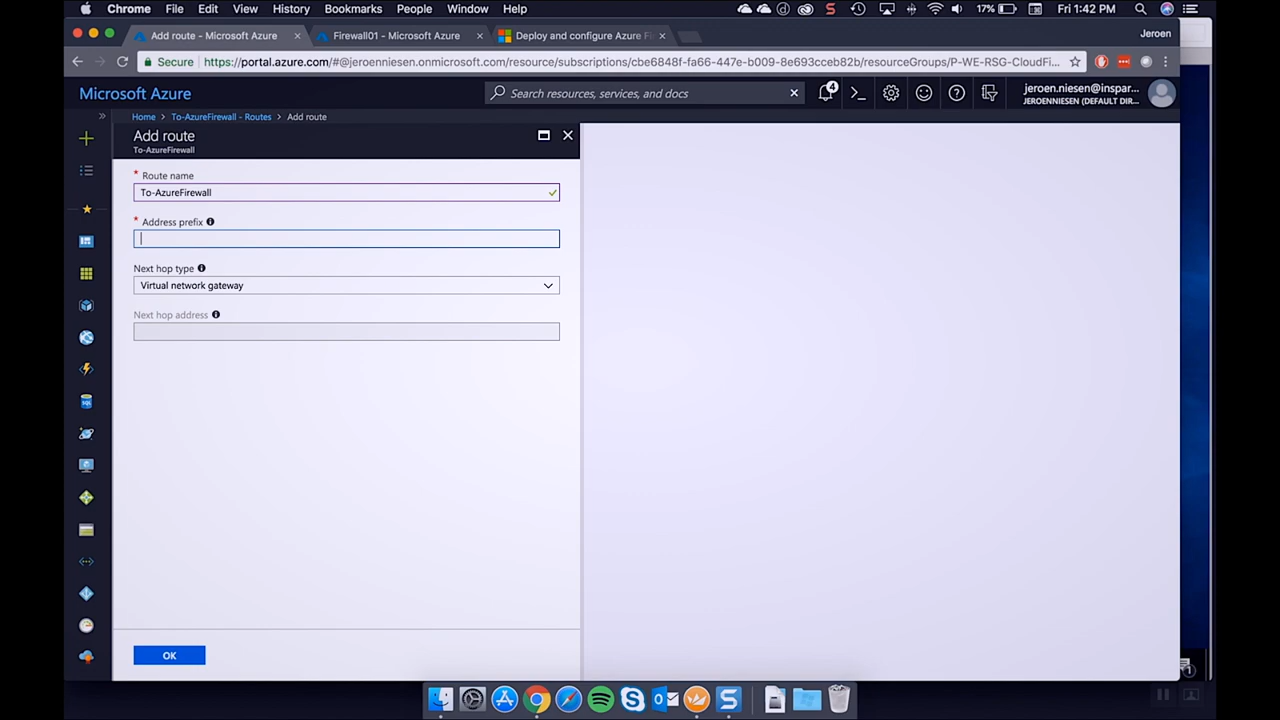 Chrome File Edit View History Bookmarks People Window Help 17% Fri 1:42 PM
Add route - Microsoft Azure Firewall01 - Microsoft Azure Deploy and configure Azure Fi Jeroen
Secure https://portal.azure.com/#@jeroenniesen.onmicrosoft.com/resource/subscriptions/cbe6848f-fa66-447e-b009-8e693cceb82b/resourceGroups/P-WE-RSG-CloudFi...
Microsoft Azure Search resources, services, and docs 4 jeroen.niesen@inspar...
JEROENNIESEN (DEFAULT DIR...
Home > To-AzureFirewall - Routes > Add route
Add route
To-AzureFirewall
* Route name
To-AzureFirewall
* Address prefix
Next hop type
Virtual network gateway
Next hop address
SQL
OK